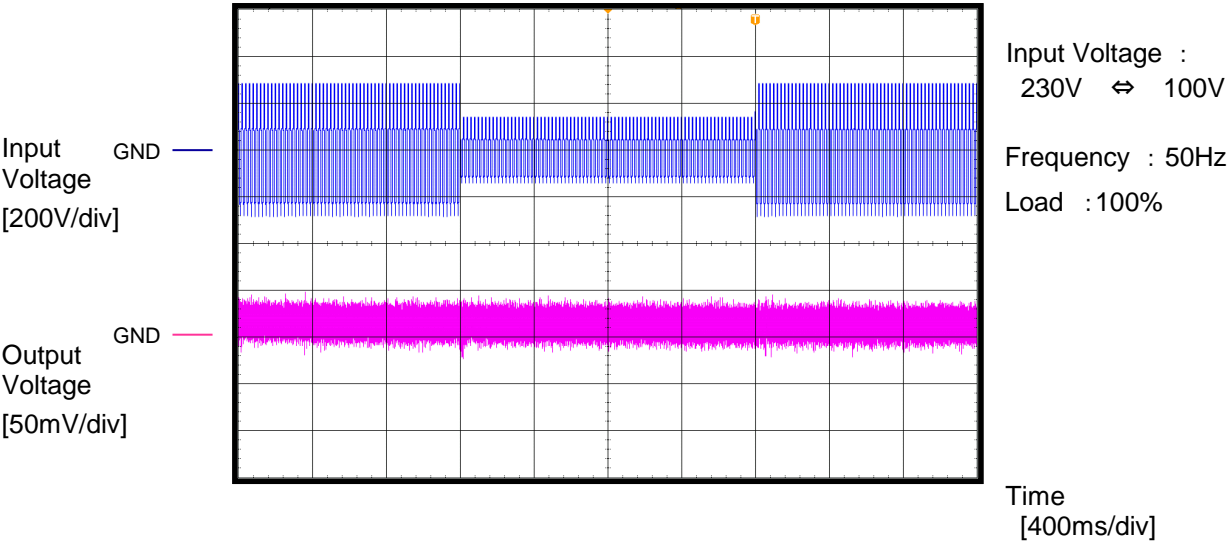 Input
Voltage
[200V/div]
GND
T
Input Voltage :
230V ⇔ 100V
Frequency : 50Hz
Load :100%
Output
Voltage
[50mV/div]
GND
Time
[400ms/div]